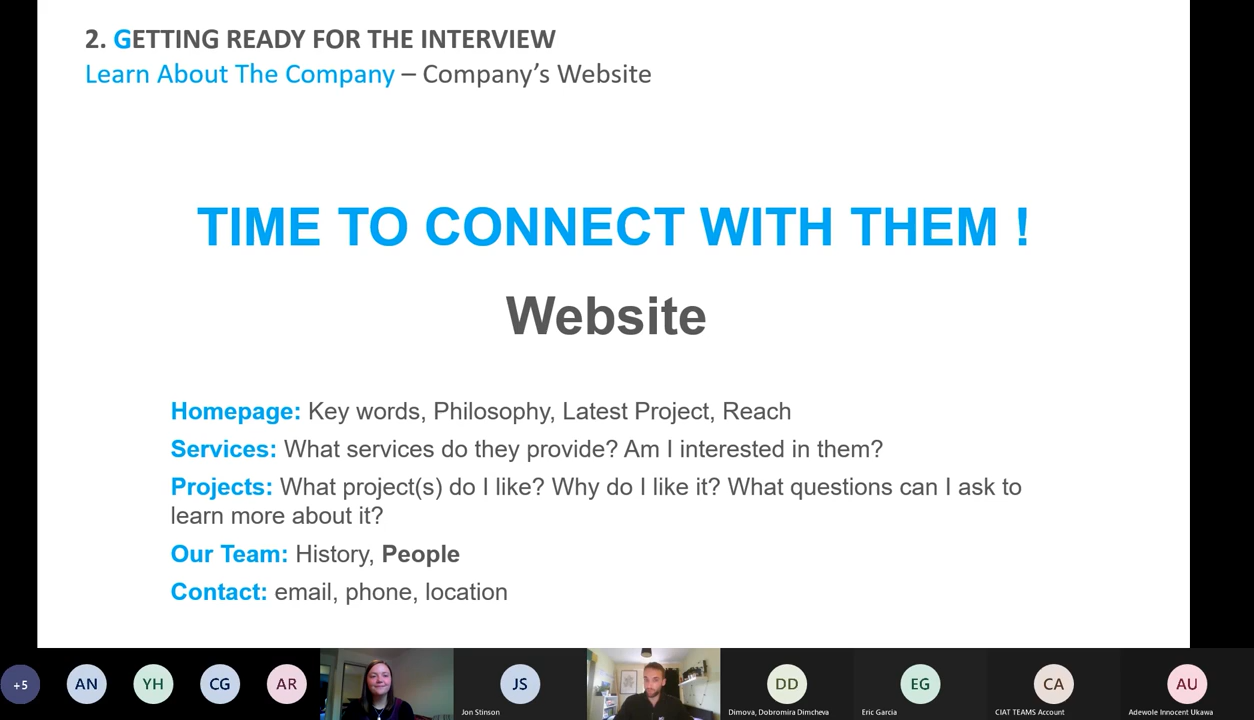 2. GETTING READY FOR THE INTERVIEW
Learn About The Company – Company’s Website
TIME TO CONNECT WITH THEM !
Website
Homepage: Key words, Philosophy, Latest Project, Reach
Services: What services do they provide? Am I interested in them?
Projects: What project(s) do I like? Why do I like it? What questions can I ask to
learn more about it?
Our Team: History, People
Contact: email, phone, location
+5
AN
YH
CG
AR
JS
DD
EG
CA
AU
Jon Stinson
Dimova, Dobromira Dimcheva
Eric Garcia
CIAT TEAMS Account
Adewole Innocent Ukawa